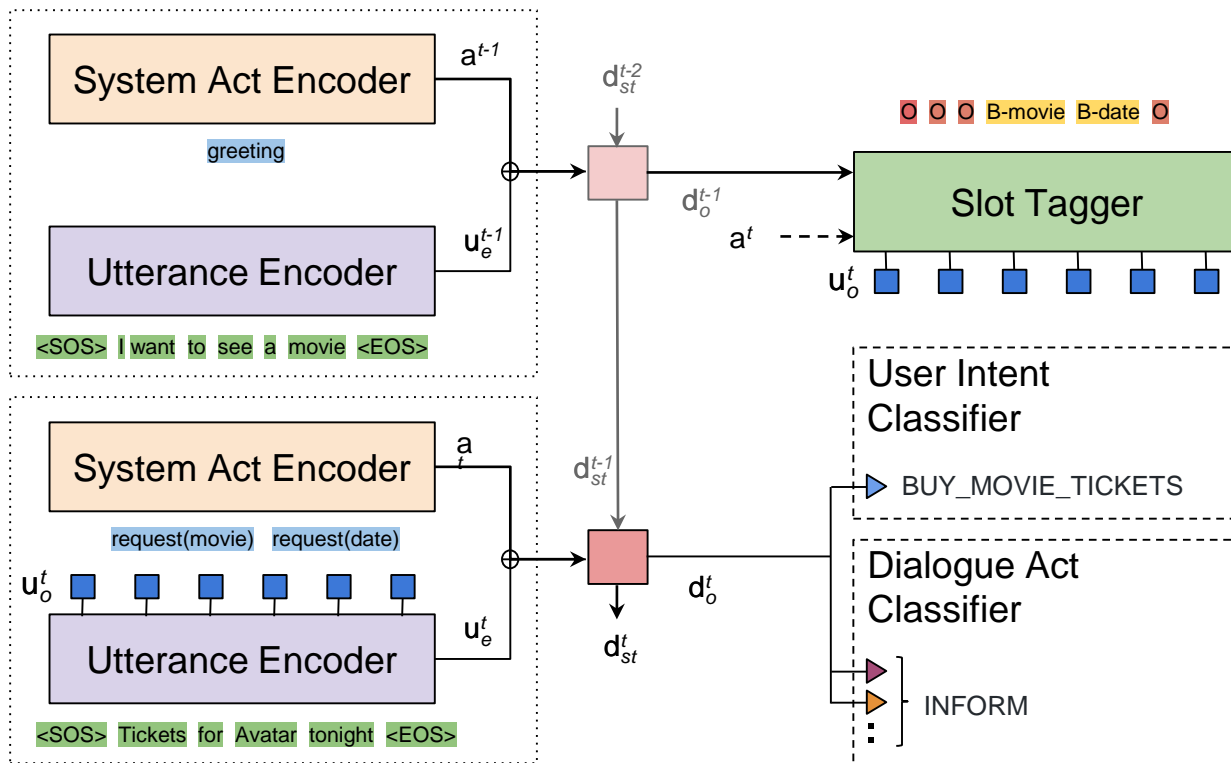 System Act Encoder
a^{t-1}
greeting
Utterance Encoder
u_e^{t-1}
<SOS> I want to see a movie <EOS>
d_{st}^{t-2}
d_o^{t-1}
O O O B-movie B-date O
Slot Tagger
a^t
u_o^t
System Act Encoder
a
t
request(movie) request(date)
u_o^t
Utterance Encoder
u_e^t
<SOS> Tickets for Avatar tonight <EOS>
d_{st}^{t-1}
d_o^t
d_{st}^t
User Intent
Classifier
BUY_MOVIE_TICKETS
Dialogue Act
Classifier
INFORM